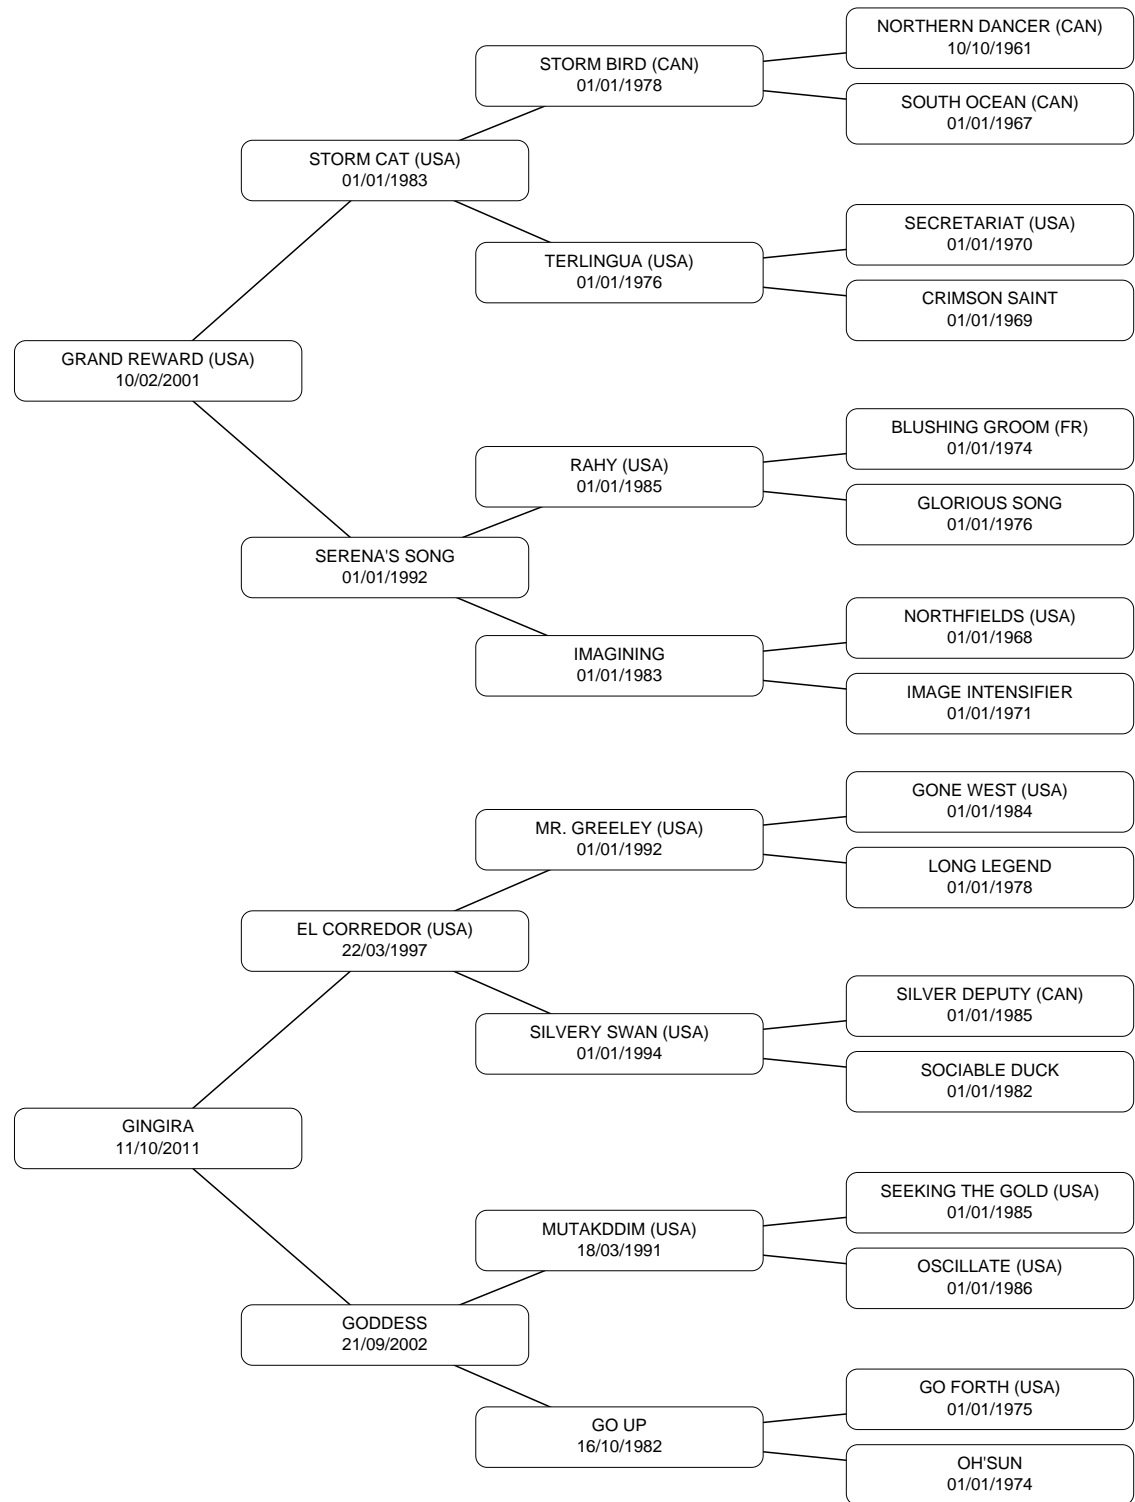 NORTHERN DANCER (CAN)
10/10/1961
STORM BIRD (CAN)
01/01/1978
SOUTH OCEAN (CAN)
01/01/1967
STORM CAT (USA)
01/01/1983
SECRETARIAT (USA)
01/01/1970
TERLINGUA (USA)
01/01/1976
CRIMSON SAINT
01/01/1969
GRAND REWARD (USA)
10/02/2001
BLUSHING GROOM (FR)
01/01/1974
RAHY (USA)
01/01/1985
GLORIOUS SONG
01/01/1976
SERENA'S SONG
01/01/1992
NORTHFIELDS (USA)
01/01/1968
IMAGINING
01/01/1983
IMAGE INTENSIFIER
01/01/1971
GONE WEST (USA)
01/01/1984
MR. GREELEY (USA)
01/01/1992
LONG LEGEND
01/01/1978
EL CORREDOR (USA)
22/03/1997
SILVER DEPUTY (CAN)
01/01/1985
SILVERY SWAN (USA)
01/01/1994
SOCIABLE DUCK
01/01/1982
GINGIRA
11/10/2011
SEEKING THE GOLD (USA)
01/01/1985
MUTAKDDIM (USA)
18/03/1991
OSCILLATE (USA)
01/01/1986
GODDESS
21/09/2002
GO FORTH (USA)
01/01/1975
GO UP
16/10/1982
OH'SUN
01/01/1974